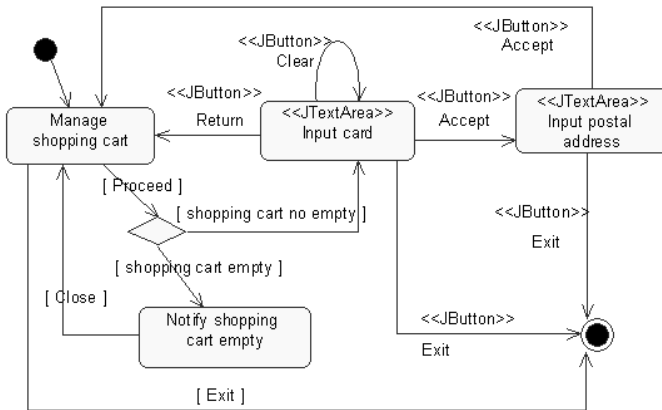 <<JButton>>
Accept
<<JButton>>
Clear
<<JButton>>
Return
<<JTextArea>>
Input card
<<JButton>>
Accept
<<JTextArea>>
Input postal
address
Manage
shopping cart
[ Proceed ]
[ shopping cart no empty ]
<<JButton>>
Exit
[ shopping cart empty ]
[ Close ]
Notify shopping
cart empty
<<JButton>>
Exit
[ Exit ]